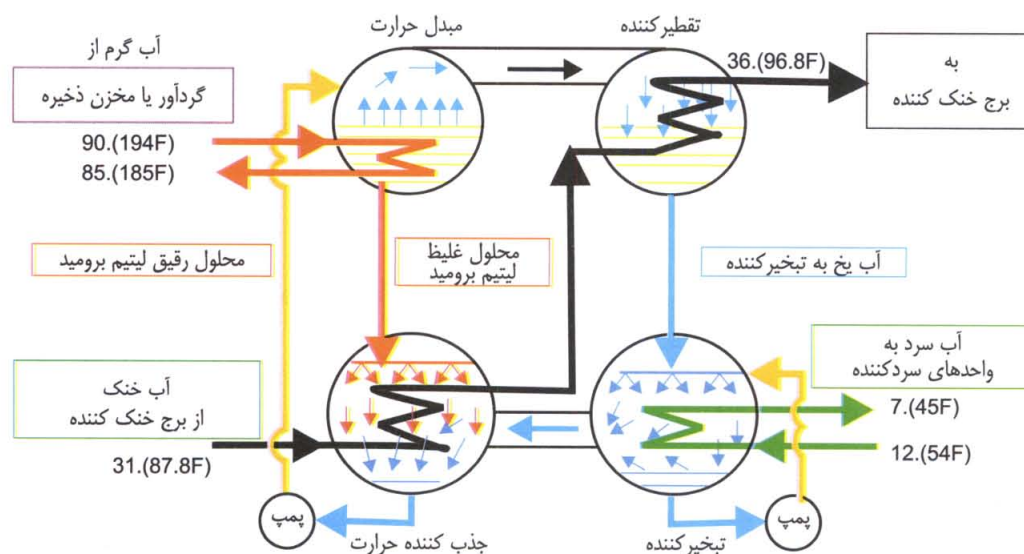 مبدل حرارت
تقطیرکننده
آب گرم از
گردآور یا مخزن ذخیره
90.(194F)
85.(185F)
36.(96.8F)
به
برج خنک کننده
محلول رقیق لیتیم برومید
محلول غلیظ
لیتیم برومید
آب یخ به تبخیرکننده
آب خنک
از برج خنک کننده
31.(87.8F)
آب سرد به
واحدهای سردکننده
7.(45F)
12.(54F)
پمپ
جذب کننده حرارت
تبخیرکننده
پمپ